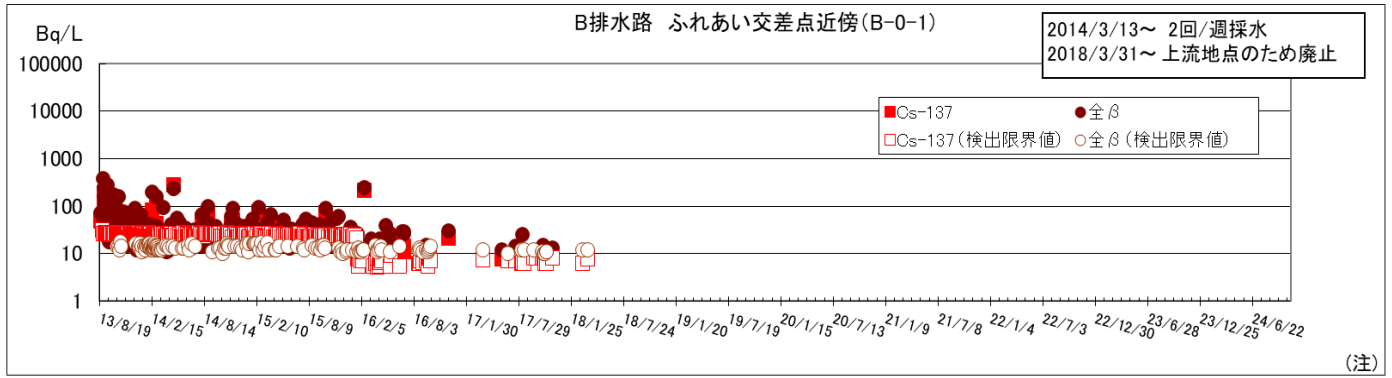 B排水路 ふれあい交差点近傍(B-0-1)
2014/3/13～ 2回/週採水
2018/3/31～ 上流地点のため廃止
Bq/L
100000
10000
1000
100
10
1
Cs-137 全β
Cs-137(検出限界値) 全β(検出限界値)
13/8/19 14/2/15 14/8/14 15/2/10 15/8/9 16/2/5 16/8/3 17/1/30 17/7/29 18/1/25 18/7/24 19/1/20 19/7/19 20/1/15 20/7/13 21/1/9 21/7/8 22/1/4 22/7/3 22/12/30 23/6/28 23/12/25 24/6/22
(注)